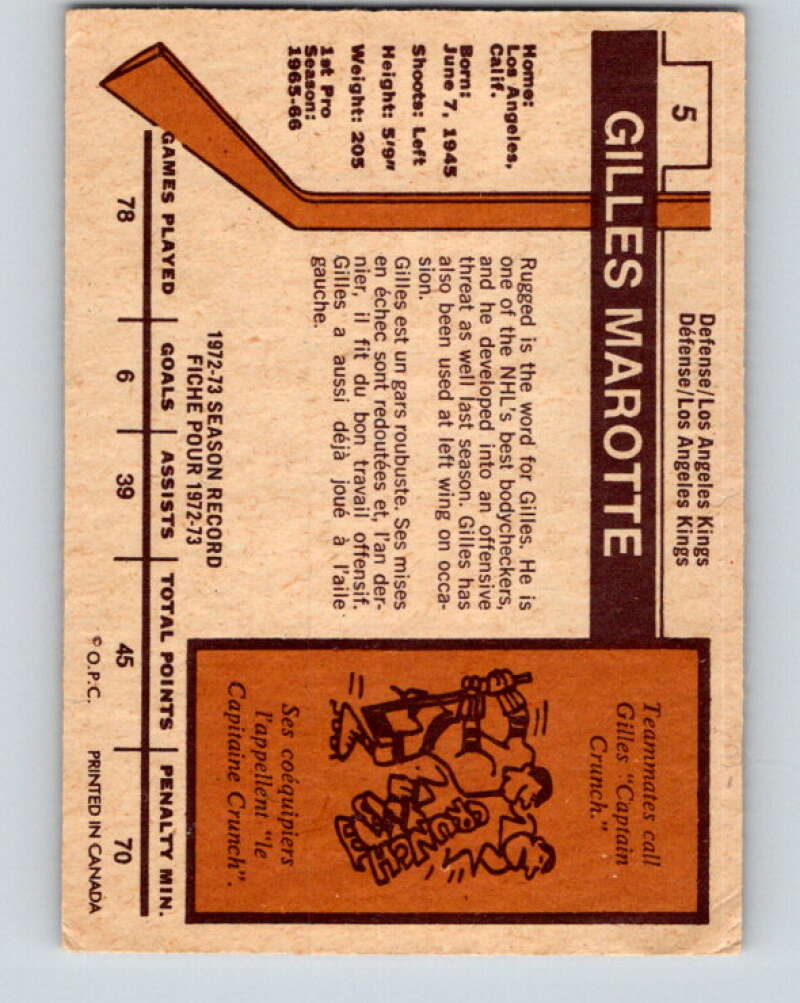 5
Defense/Los Angeles Kings
Défense/Los Angeles Kings
GILLES MAROTTE
Home:
Los Angeles,
Calif.
Born:
June 7, 1945
Shoots: Left
Height: 5'9"
Weight: 205
1st Pro
Season:
1965-66
Rugged is the word for Gilles. He is
one of the NHL's best bodycheckers,
and he developed into an offensive
threat as well last season. Gilles has
also been used at left wing on occa-
sion.
Gilles est un gars roubuste. Ses mises
en échec sont redoutées et, l'an der-
nier, il fit du bon travail offensif.
Gilles a aussi déjà joué à l'aile
gauche.
Teammates call
Gilles "Captain
Crunch."
CRUNCH
Ses coéquipiers
l'appellent "le
Capitaine Crunch".
1972-73 SEASON RECORD
FICHE POUR 1972-73
GAMES PLAYED GOALS ASSISTS TOTAL POINTS PENALTY MIN.
78 6 39 45 70
© O.P.C. PRINTED IN CANADA